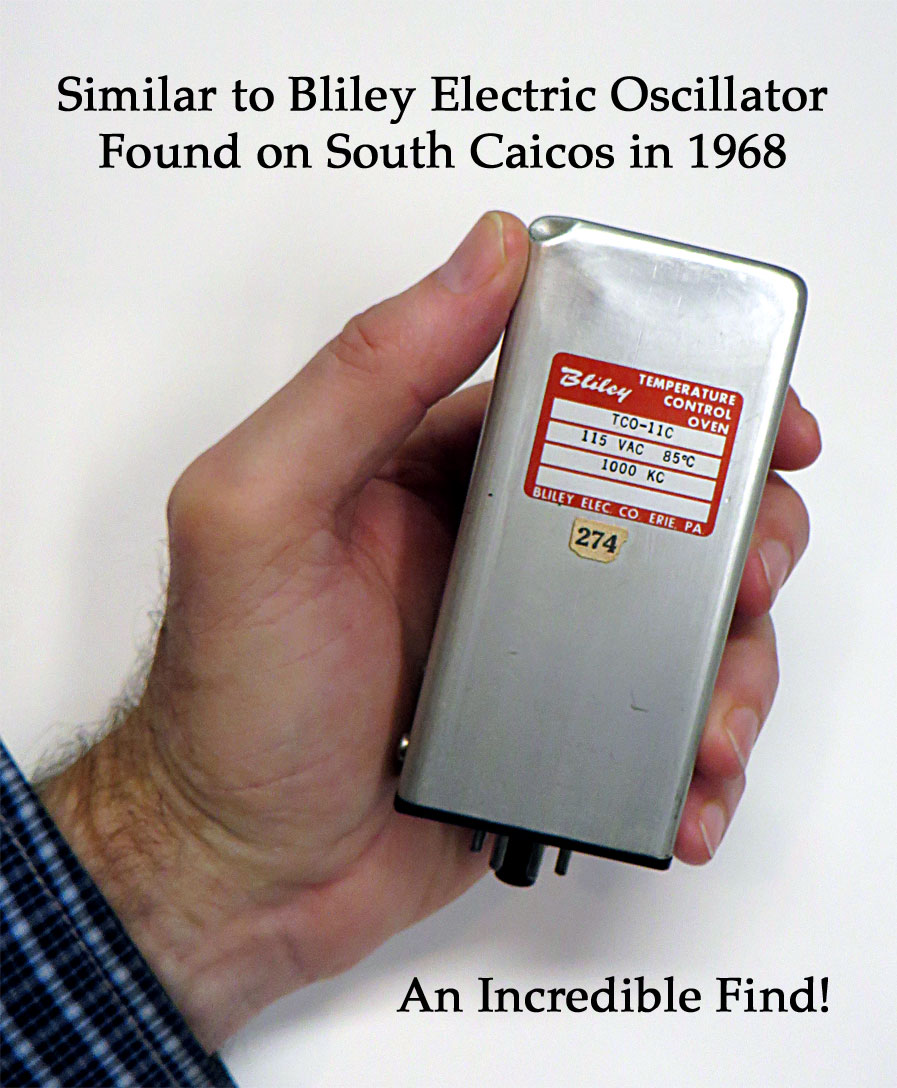 Similar to Bliley Electric Oscillator
Found on South Caicos in 1968
Bliley TEMPERATURE
CONTROL
OVEN
TCO-11C
115 VAC 85°C
1000 KC
BLILEY ELEC. CO. ERIE, PA.
274
An Incredible Find!